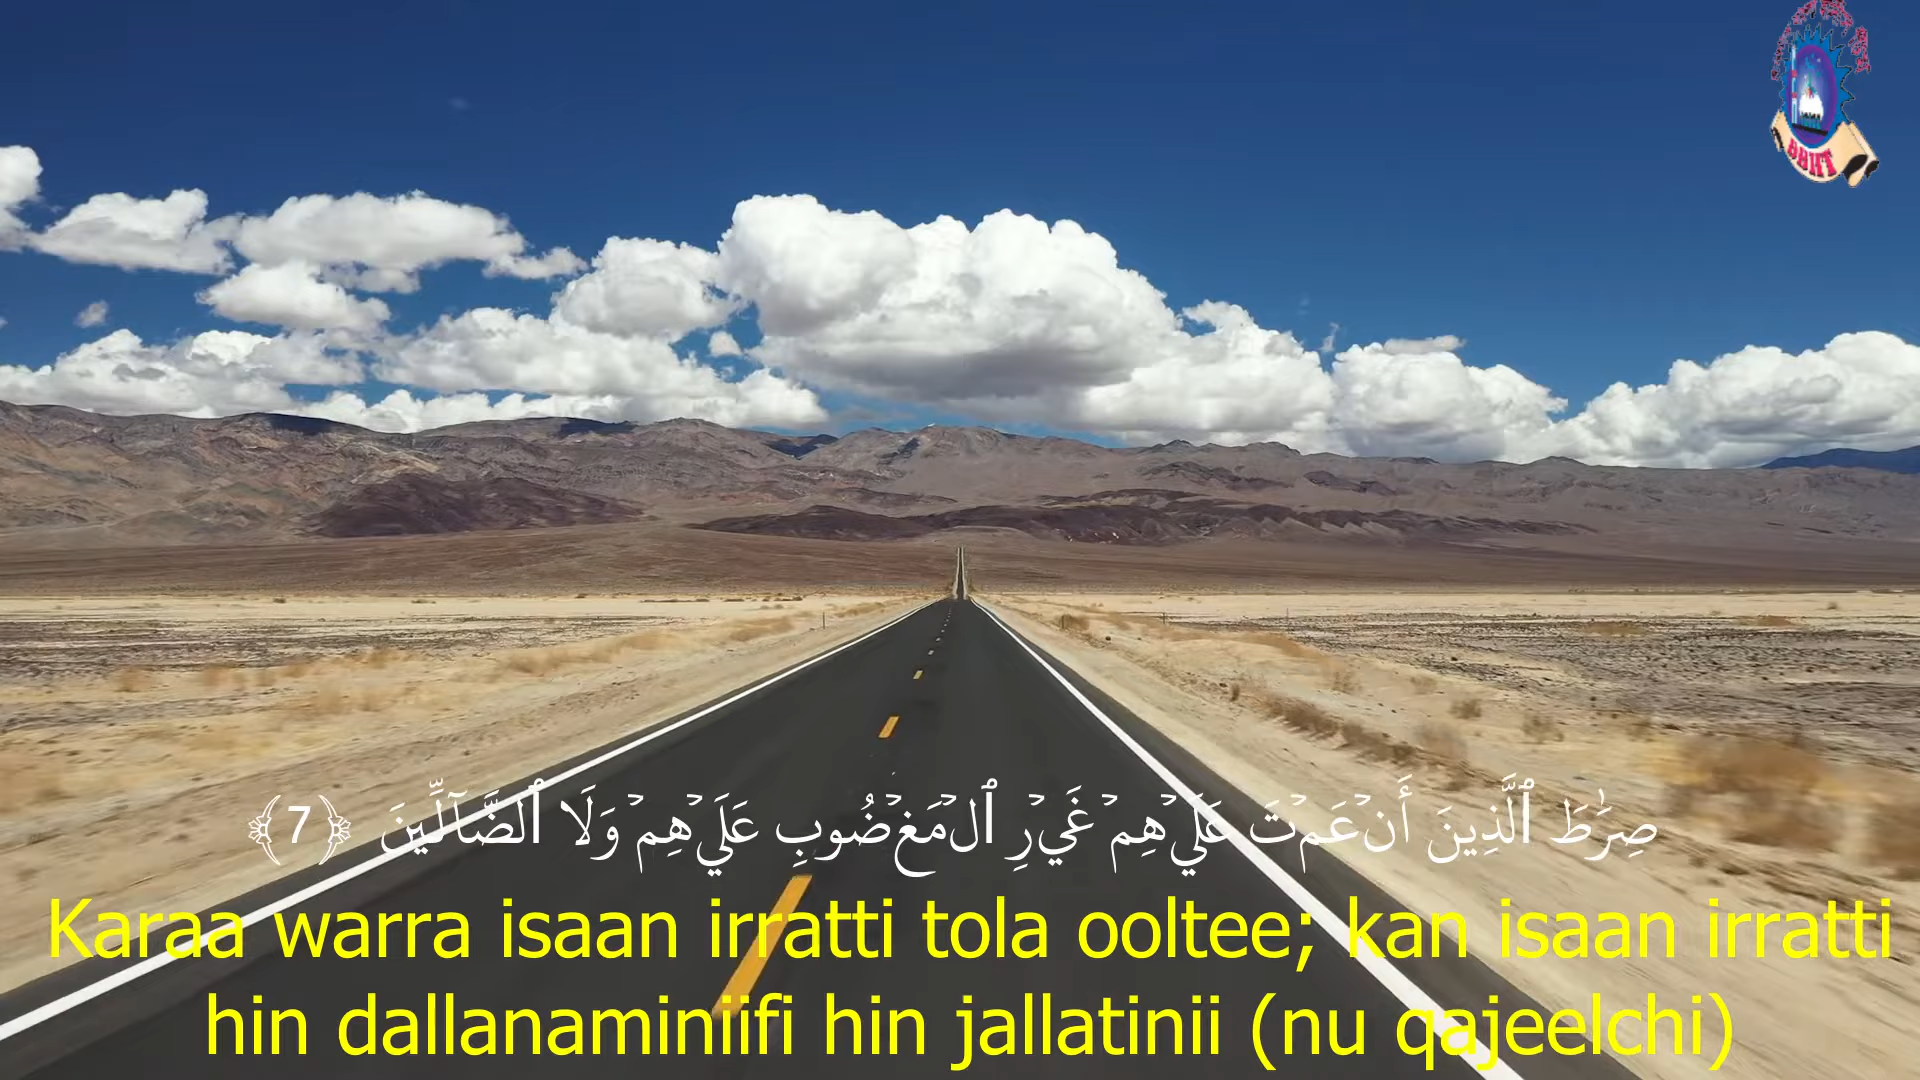 BBHT
صِرَٰطَ ٱلَّذِينَ أَنۡعَمۡتَ عَلَيۡهِمۡ غَيۡرِ ٱلۡمَغۡضُوبِ عَلَيۡهِمۡ وَلَا ٱلضَّآلِّينَ ﴿7﴾
Karaa warra isaan irratti tola ooltee; kan isaan irratti
hin dallanaminiifi hin jallatinii (nu qajeelchi)